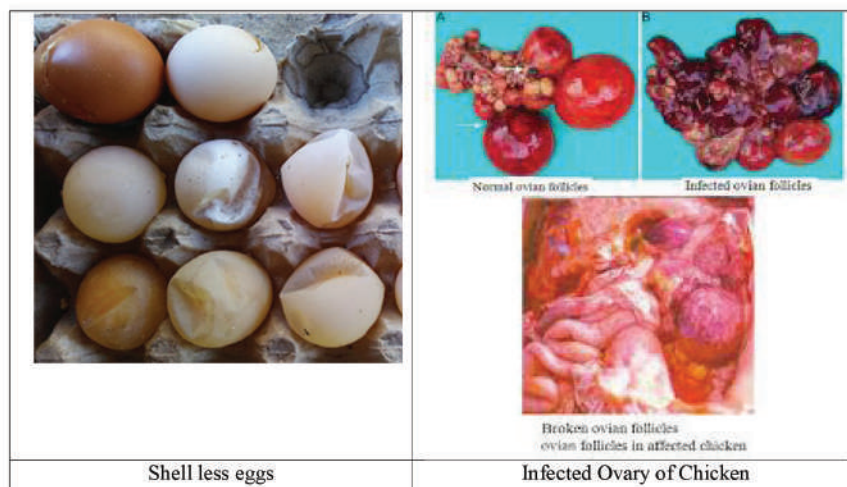 A
B
Normal ovian follicles
Infected ovian follicles
Broken ovian follicles
ovian follicles in affected chicken
Shell less eggs
Infected Ovary of Chicken